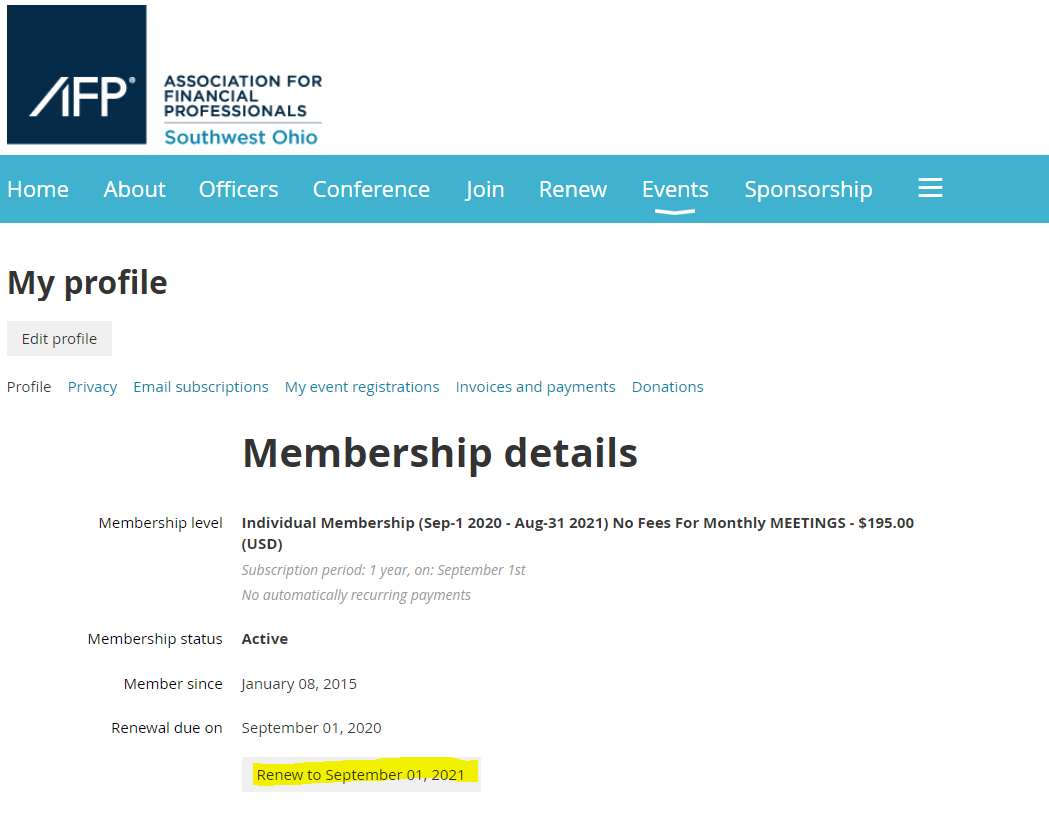 AFP®
ASSOCIATION FOR
FINANCIAL
PROFESSIONALS
Southwest Ohio
Home About Officers Conference Join Renew Events Sponsorship
My profile
Edit profile
Profile Privacy Email subscriptions My event registrations Invoices and payments Donations
Membership details
Membership level Individual Membership (Sep-1 2020 - Aug-31 2021) No Fees For Monthly MEETINGS - $195.00
(USD)
Subscription period: 1 year, on: September 1st
No automatically recurring payments
Membership status Active
Member since January 08, 2015
Renewal due on September 01, 2020
Renew to September 01, 2021